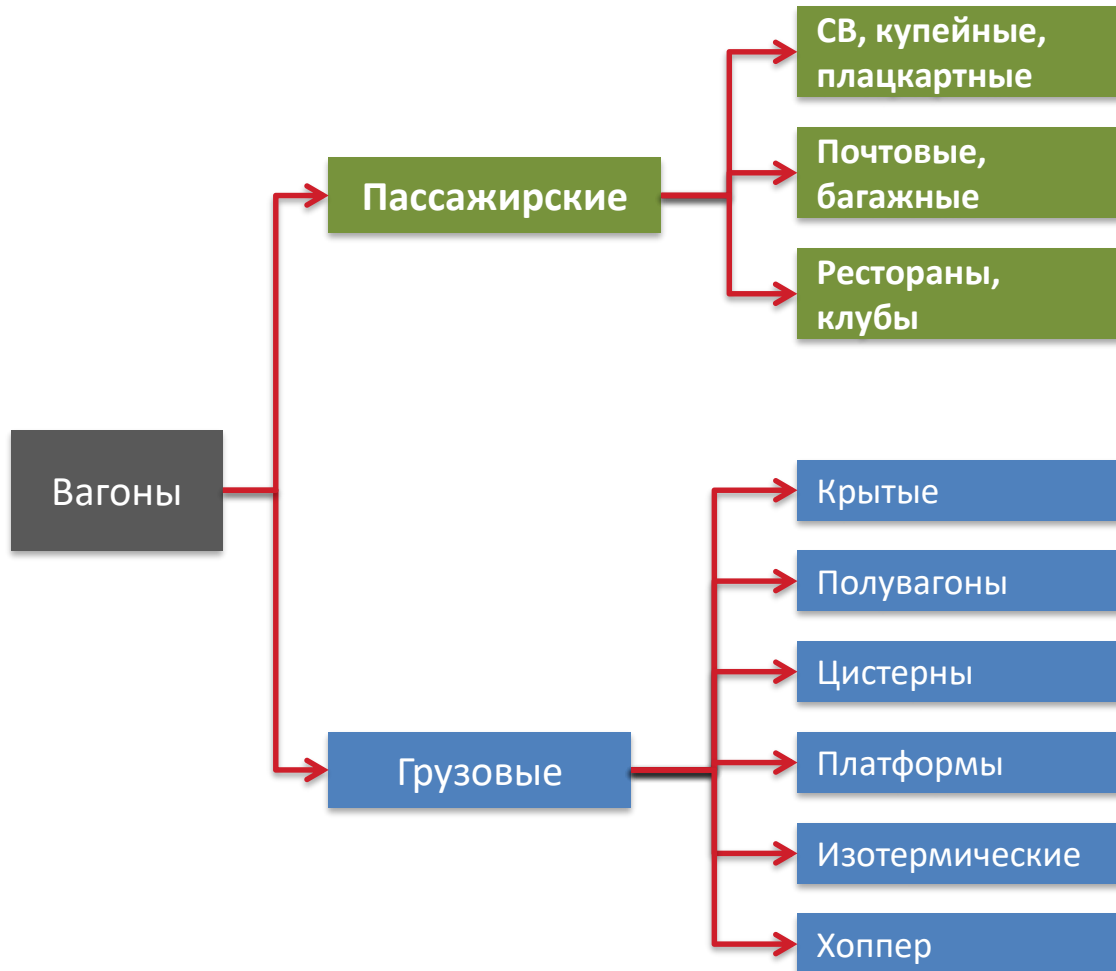 СВ, купейные,
плацкартные
Почтовые,
багажные
Пассажирские
Рестораны,
клубы
Вагоны
Крытые
Полувагоны
Цистерны
Грузовые
Платформы
Изотермические
Хоппер